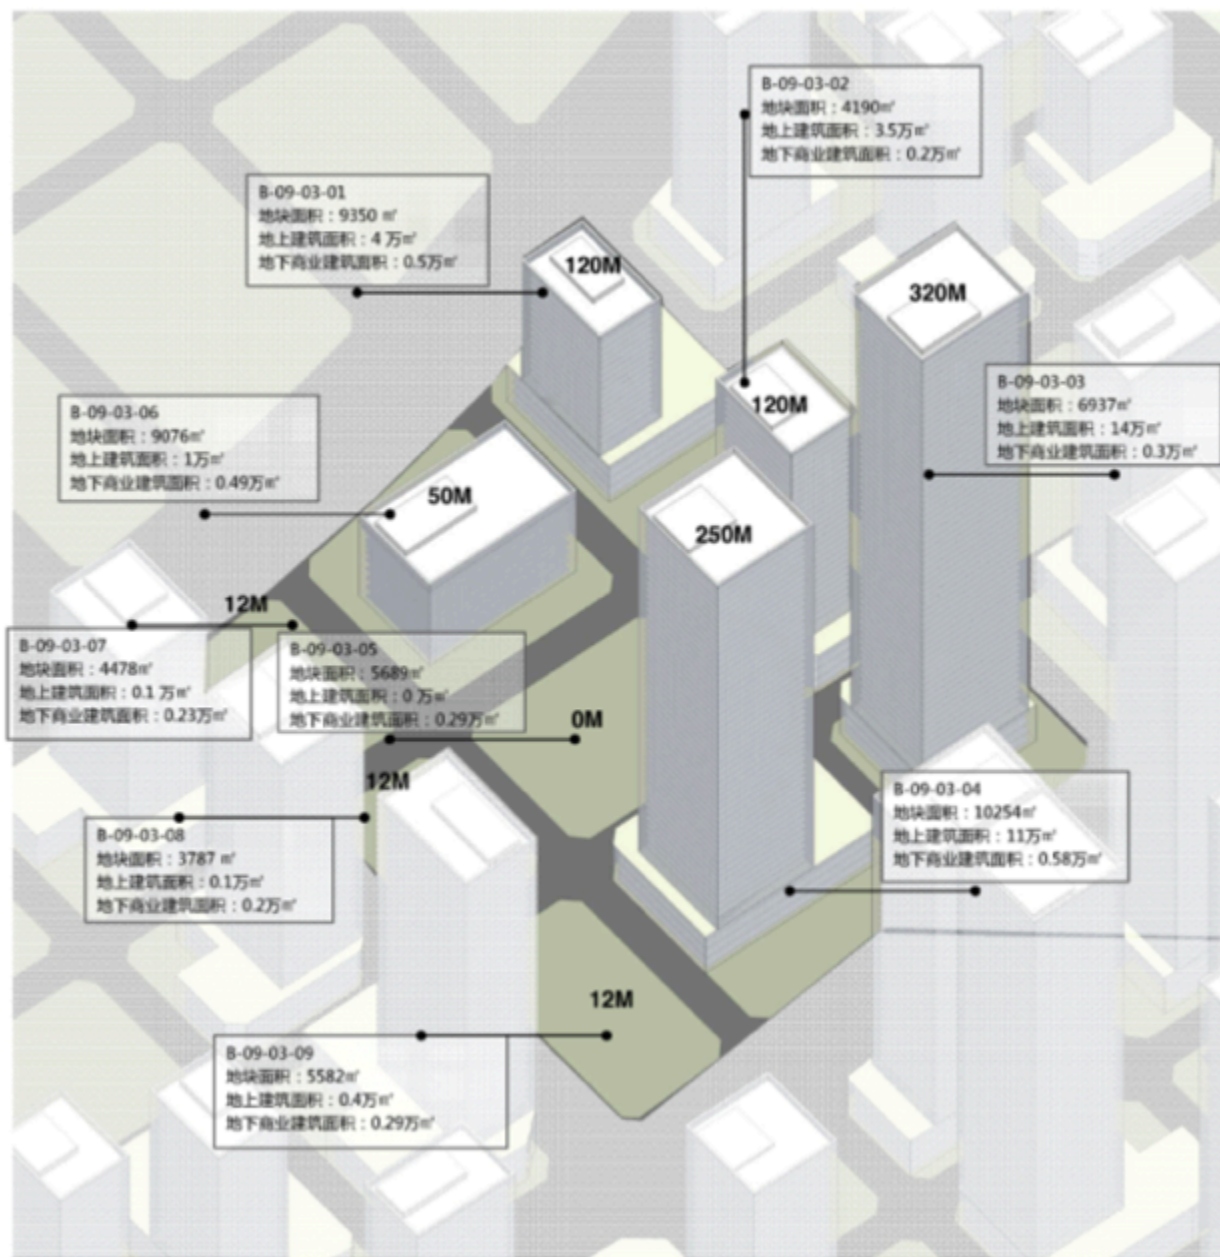 B-09-03-02
地块面积：4190㎡
地上建筑面积：3.5万㎡
地下商业建筑面积：0.2万㎡
B-09-03-01
地块面积：9350 ㎡
地上建筑面积：4 万㎡
地下商业建筑面积：0.5万㎡
120M
320M
B-09-03-03
地块面积：6937㎡
地上建筑面积：14万㎡
地下商业建筑面积：0.3万㎡
120M
B-09-03-06
地块面积：9076㎡
地上建筑面积：1万㎡
地下商业建筑面积：0.49万㎡
50M
250M
12M
B-09-03-07
地块面积：4478㎡
地上建筑面积：0.1 万㎡
地下商业建筑面积：0.23万㎡
B-09-03-05
地块面积：5689㎡
地上建筑面积：0 万㎡
地下商业建筑面积：0.29万㎡
0M
12M
B-09-03-04
地块面积：10254㎡
地上建筑面积：11万㎡
地下商业建筑面积：0.58万㎡
B-09-03-08
地块面积：3787 ㎡
地上建筑面积：0.1万㎡
地下商业建筑面积：0.2万㎡
12M
B-09-03-09
地块面积：5582㎡
地上建筑面积：0.4万㎡
地下商业建筑面积：0.29万㎡